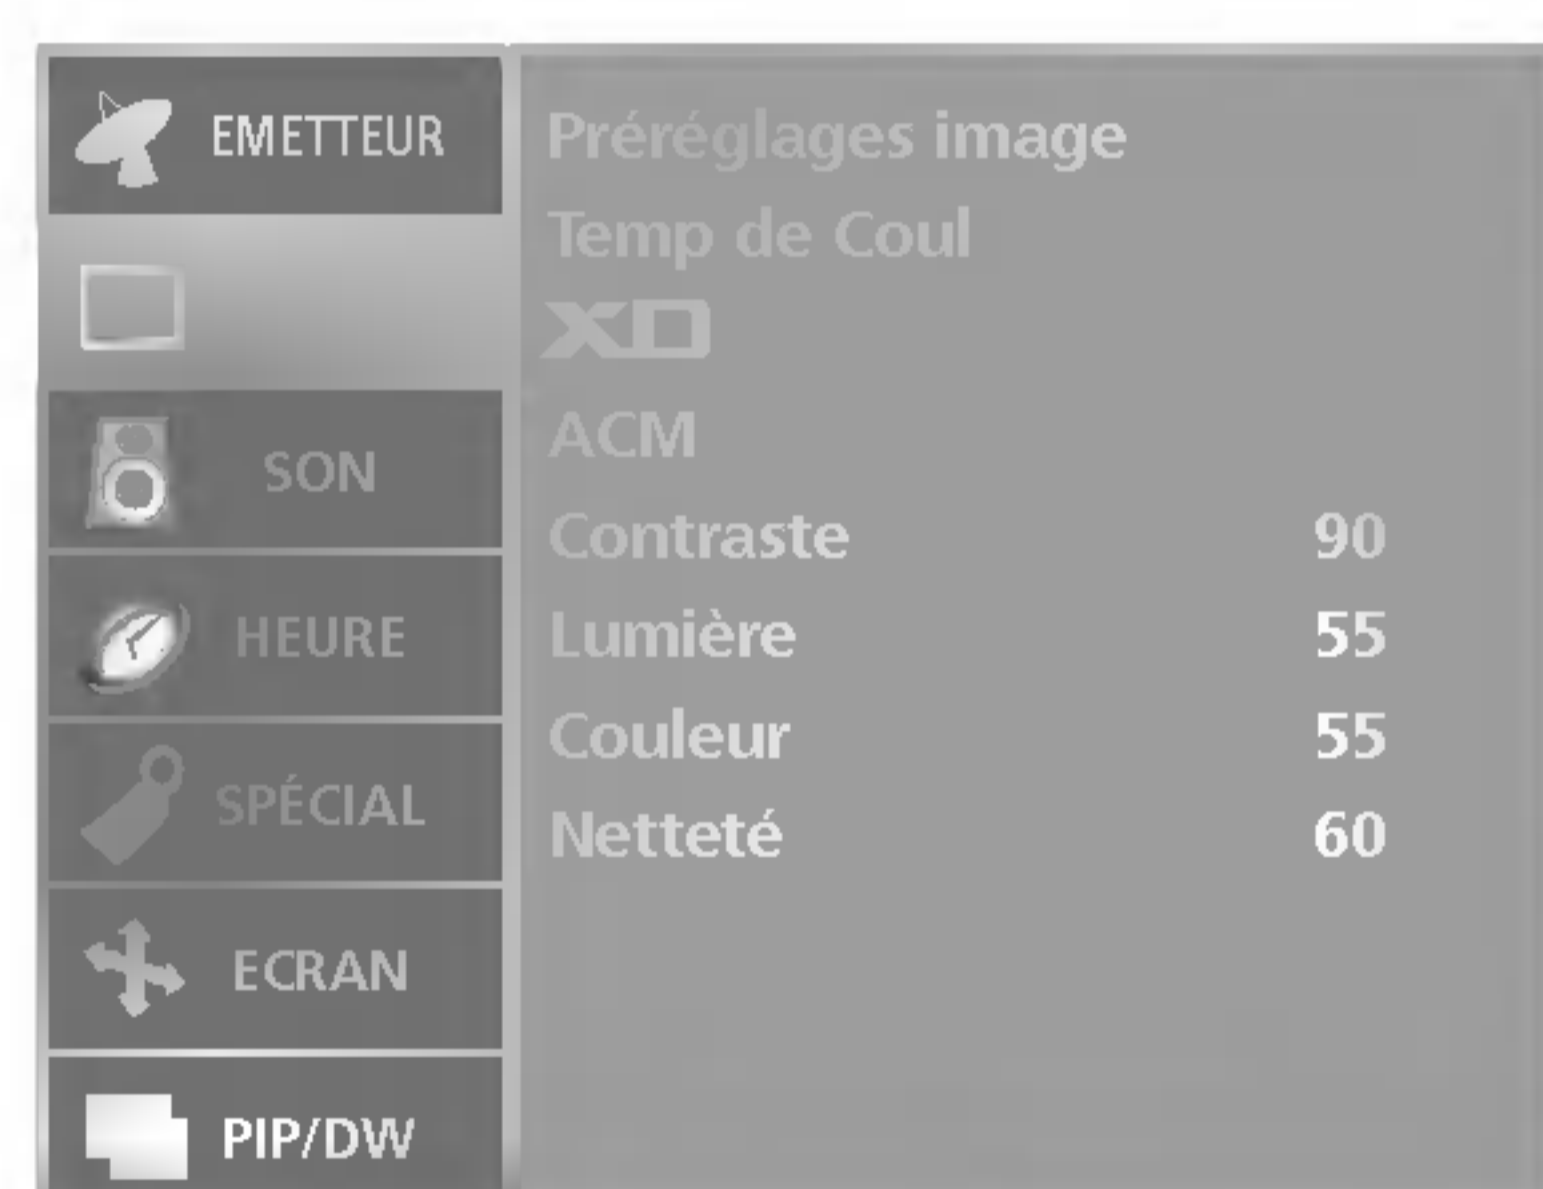 EMETTEUR
SON
HEURE
SPÉCIAL
ECRAN
PIP/DW
Préréglages image
Temp de Coul
XD
ACM
Contraste 90
Lumière 55
Couleur 55
Netteté 60